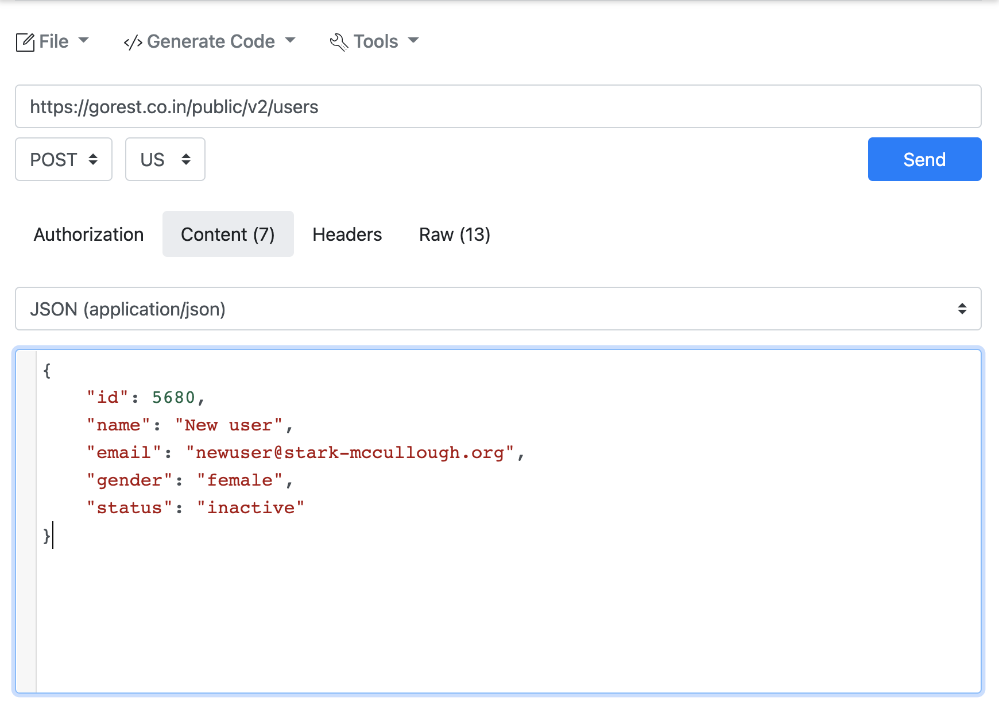 File
</> Generate Code
Tools
https://gorest.co.in/public/v2/users
POST
US
Send
Authorization
Content (7)
Headers
Raw (13)
JSON (application/json)
{
"id": 5680,
"name": "New user",
"email": "newuser@stark-mccullough.org",
"gender": "female",
"status": "inactive"
}